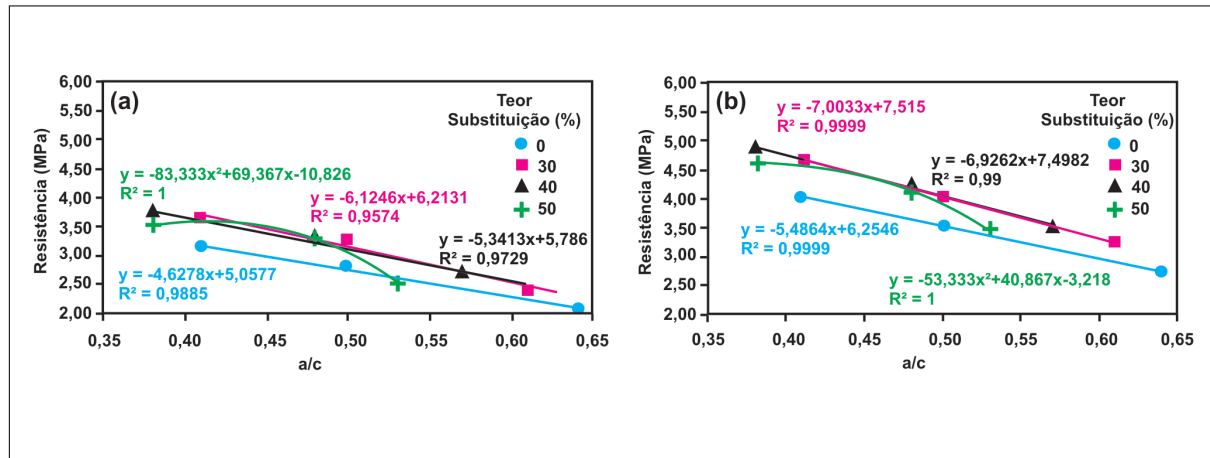 (a)
Resistência (MPa)
6,00
5,50
5,00
4,50
4,00
3,50
3,00
2,50
2,00
Teor
Substituição (%)
0
30
40
50
y = -83,333x²+69,367x-10,826
R² = 1
y = -6,1246x+6,2131
R² = 0,9574
y = -5,3413x+5,786
R² = 0,9729
y = -4,6278x+5,0577
R² = 0,9885
0,35
0,40
0,45
0,50
0,55
0,60
0,65
a/c
(b)
Resistência (MPa)
6,00
5,50
5,00
4,50
4,00
3,50
3,00
2,50
2,00
Teor
Substituição (%)
0
30
40
50
y = -7,0033x+7,515
R² = 0,9999
y = -6,9262x+7,4982
R² = 0,99
y = -5,4864x+6,2546
R² = 0,9999
y = -53,333x²+40,867x-3,218
R² = 1
0,35
0,40
0,45
0,50
0,55
0,60
0,65
a/c